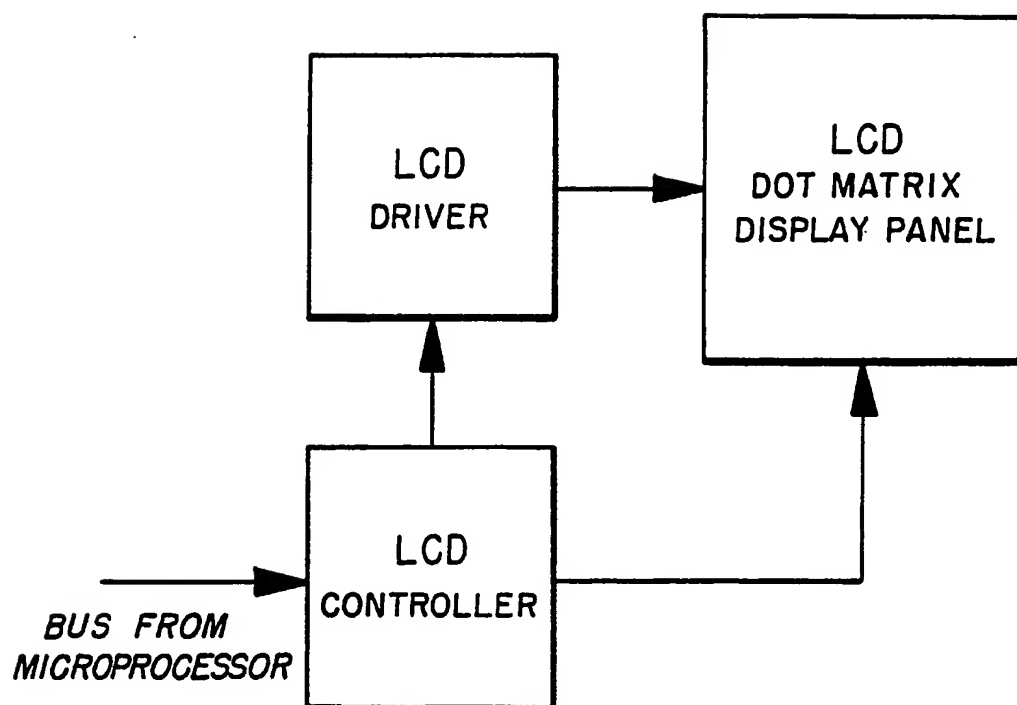 LCD
DRIVER
LCD
DOT MATRIX
DISPLAY PANEL
LCD
CONTROLLER
BUS FROM
MICROPROCESSOR